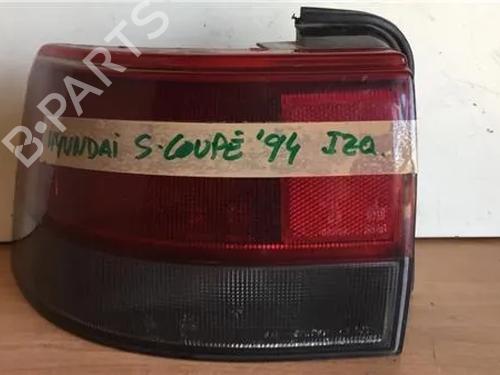 B-PARTS
HYUNDAI S-COUPÉ '94 IZQ.